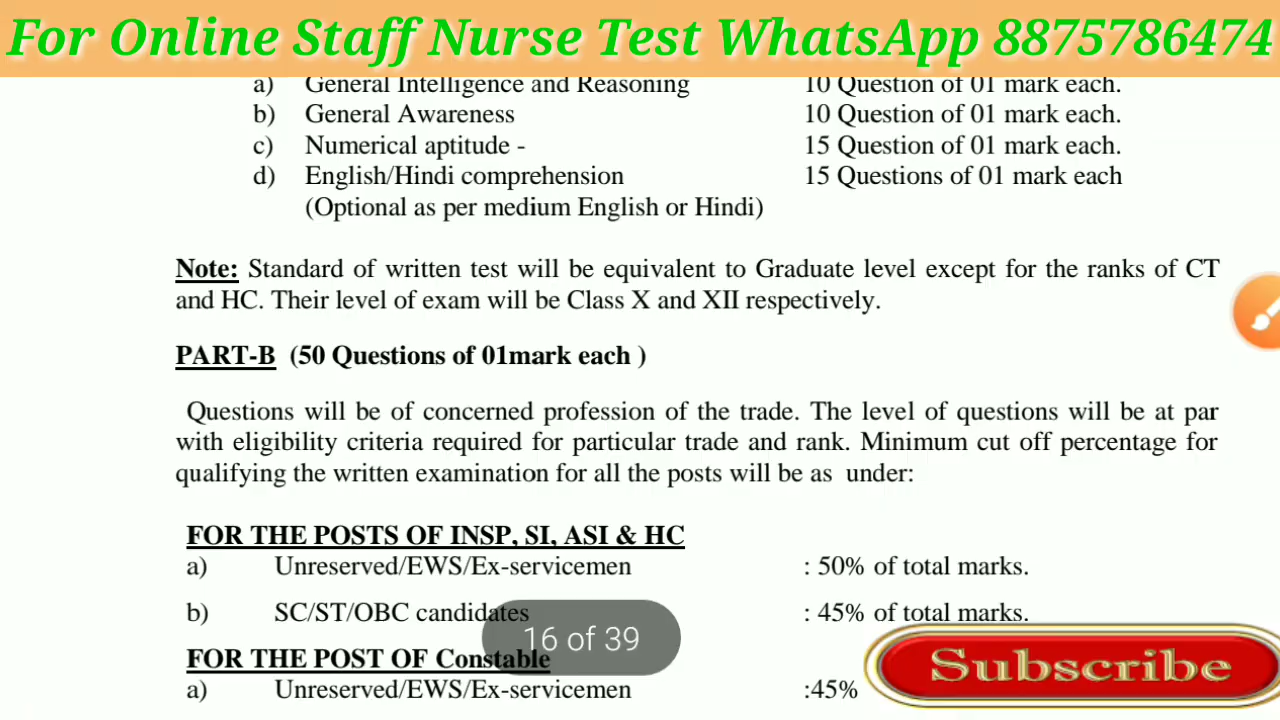 For Online Staff Nurse Test WhatsApp 8875786474
a) General Intelligence and Reasoning 10 Question of 01 mark each.
b) General Awareness 10 Question of 01 mark each.
c) Numerical aptitude - 15 Question of 01 mark each.
d) English/Hindi comprehension 15 Questions of 01 mark each
(Optional as per medium English or Hindi)
Note: Standard of written test will be equivalent to Graduate level except for the ranks of CT
and HC. Their level of exam will be Class X and XII respectively.
PART-B (50 Questions of 01mark each )
Questions will be of concerned profession of the trade. The level of questions will be at par
with eligibility criteria required for particular trade and rank. Minimum cut off percentage for
qualifying the written examination for all the posts will be as under:
FOR THE POSTS OF INSP, SI, ASI & HC
a) Unreserved/EWS/Ex-servicemen : 50% of total marks.
b) SC/ST/OBC candidates : 45% of total marks.
16 of 39
FOR THE POST OF Constable
a) Unreserved/EWS/Ex-servicemen :45%
Subscribe